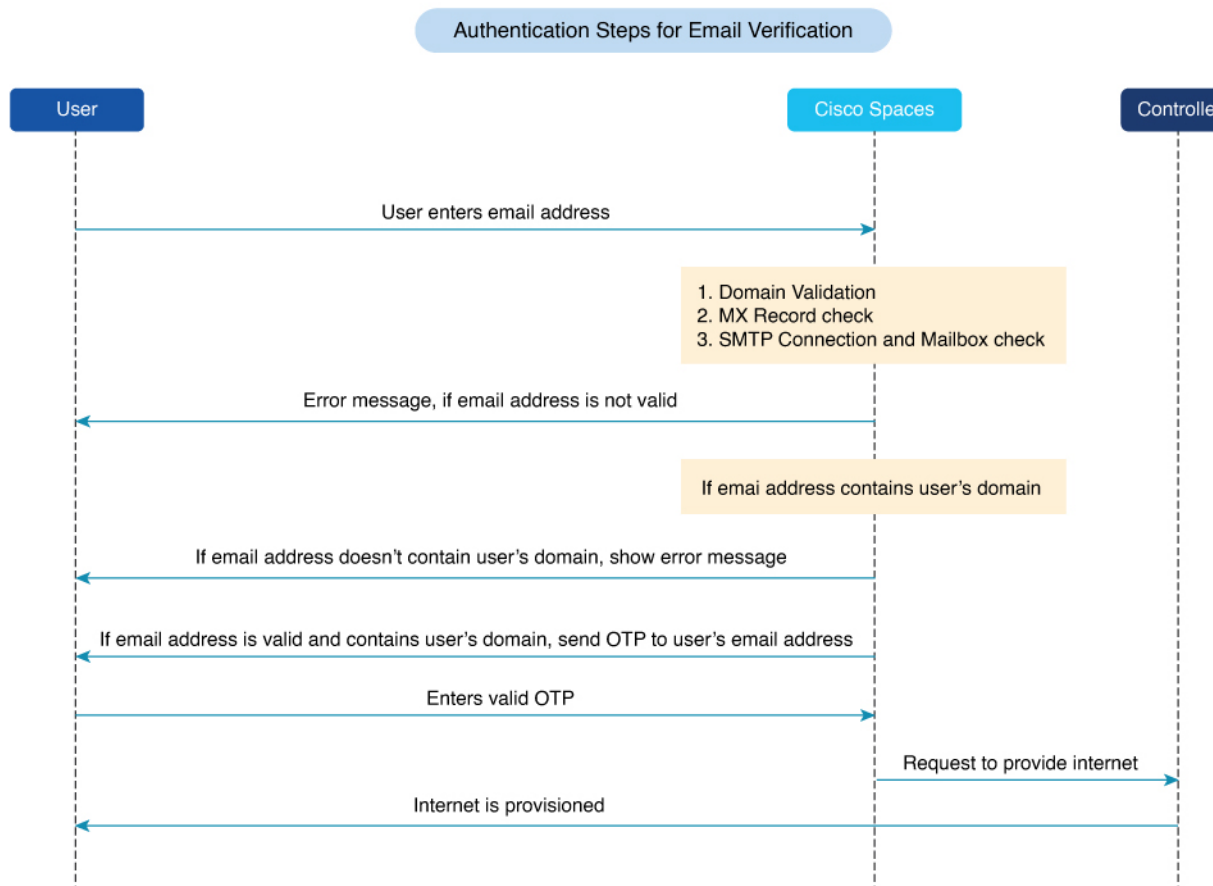 Authentication Steps for Email Verification
User
Cisco Spaces
Controlle
User enters email address
1. Domain Validation
2. MX Record check
3. SMTP Connection and Mailbox check
Error message, if email address is not valid
If emai address contains user’s domain
If email address doesn’t contain user’s domain, show error message
If email address is valid and contains user’s domain, send OTP to user’s email address
Enters valid OTP
Request to provide internet
Internet is provisioned